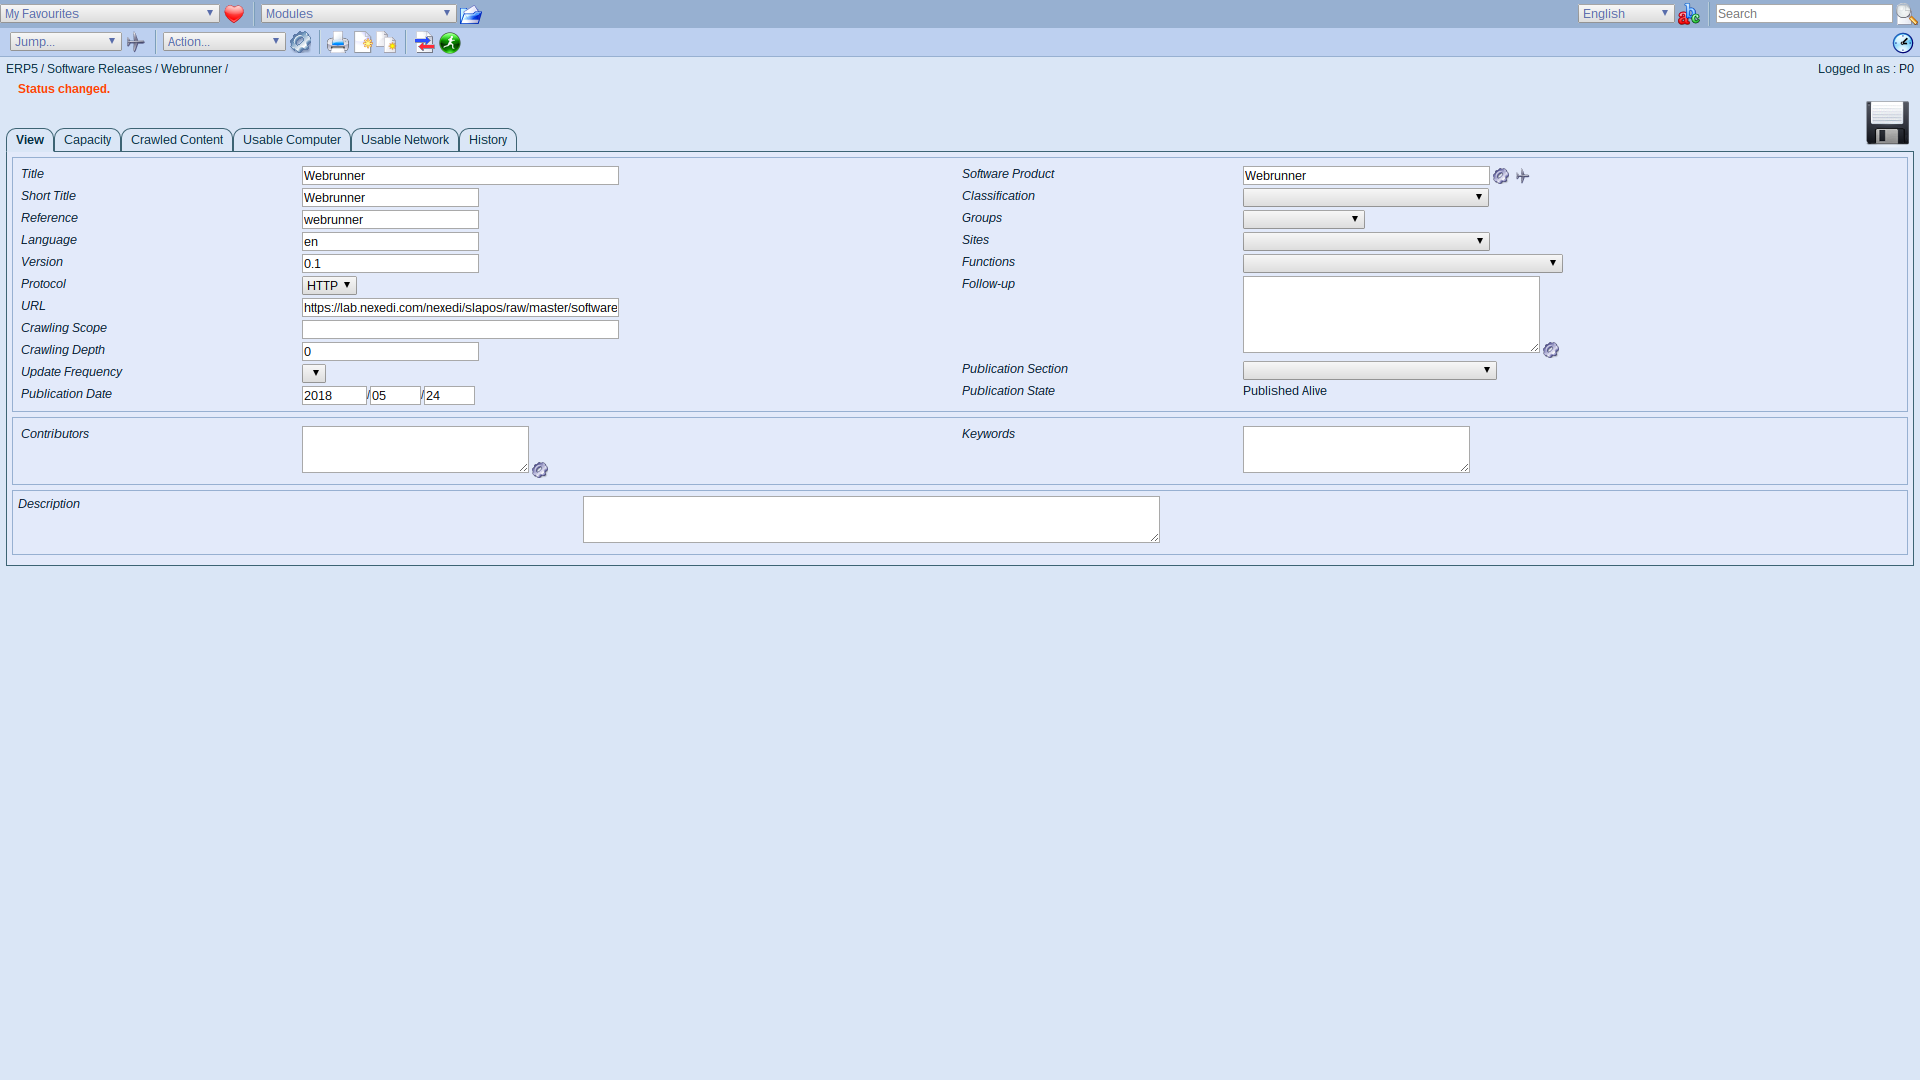 My Favourites
Modules
English
Search
Jump...
Action...
ERP5 / Software Releases / Webrunner /
Logged In as : P0
Status changed.
View
Capacity
Crawled Content
Usable Computer
Usable Network
History
Title
Webrunner
Short Title
Webrunner
Reference
webrunner
Language
en
Version
0.1
Protocol
HTTP
URL
https://lab.nexedi.com/nexedi/slapos/raw/master/software
Crawling Scope
Crawling Depth
0
Update Frequency
Publication Date
2018 / 05 / 24
Software Product
Webrunner
Classification
Groups
Sites
Functions
Follow-up
Publication Section
Publication State
Published Alive
Contributors
Keywords
Description